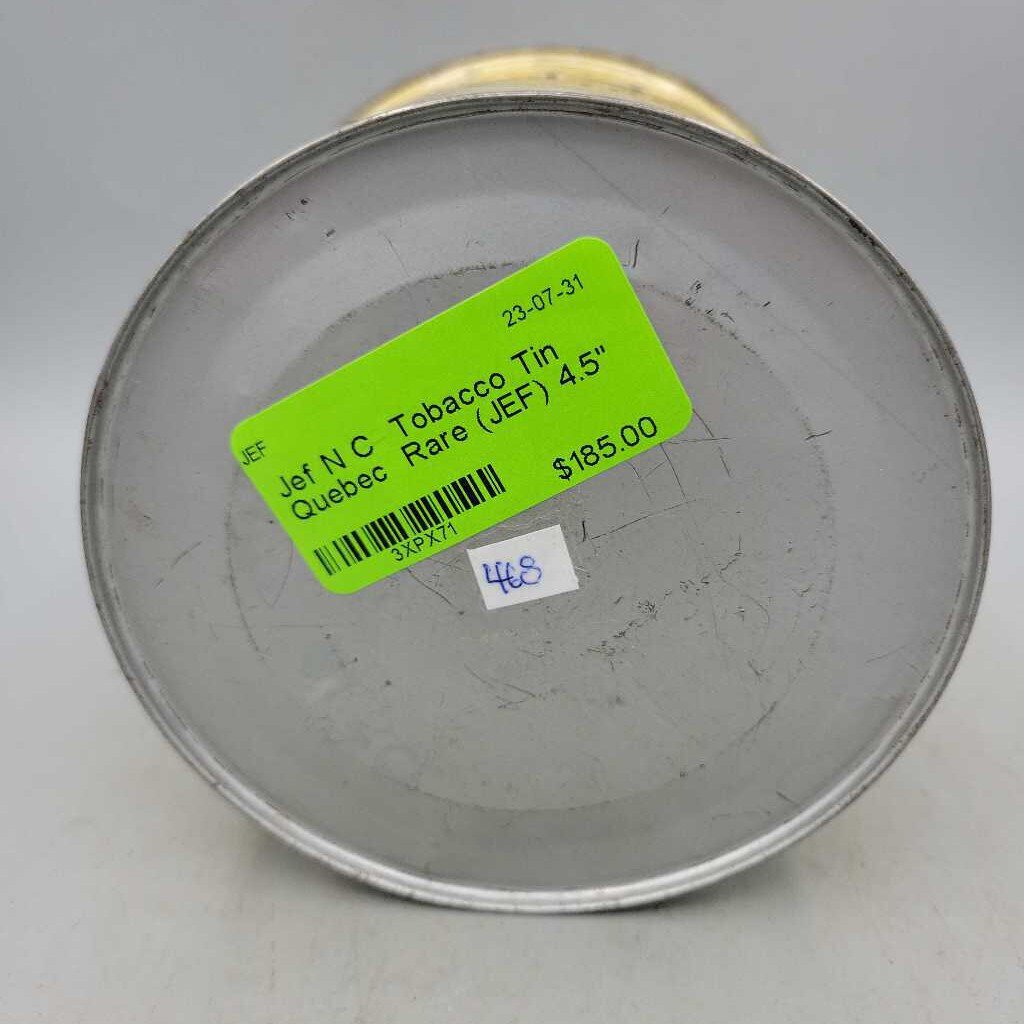 23-07-31
JEF
Jef N C Tobacco Tin
Quebec Rare (JEF) 4.5"
$185.00
3XPX71
468